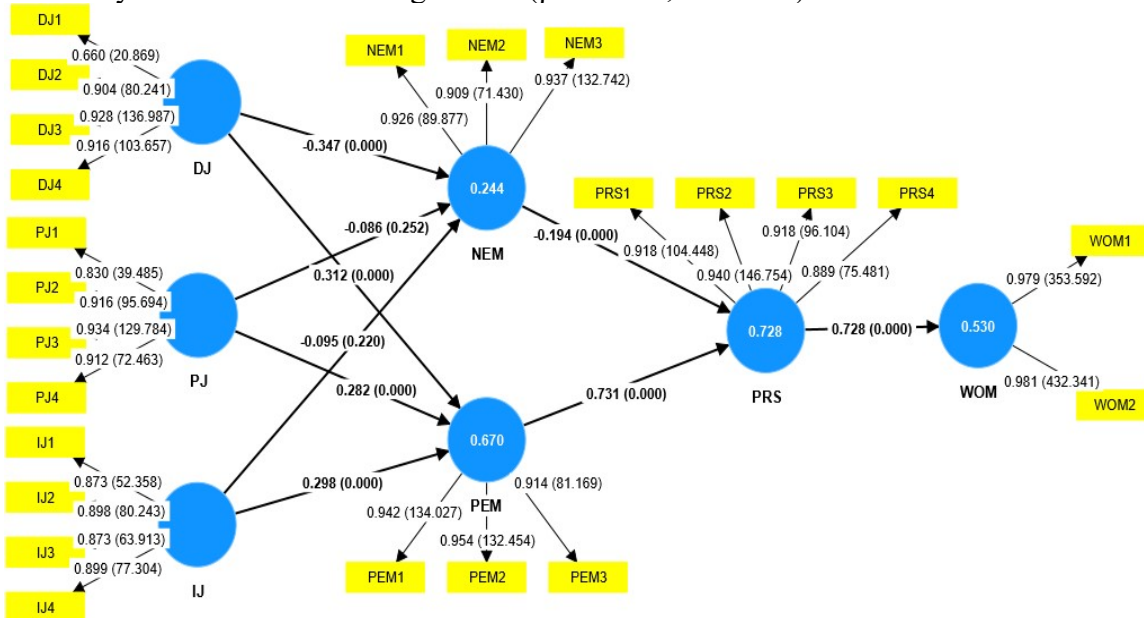 DJ1
0.660 (20.869)
DJ2
0.904 (80.241)
DJ3
0.928 (136.987)
0.916 (103.657)
DJ4
DJ
PJ1
0.830 (39.485)
PJ2
0.916 (95.694)
PJ3
0.934 (129.784)
0.912 (72.463)
PJ4
PJ
IJ1
0.873 (52.358)
IJ2
0.898 (80.243)
IJ3
0.873 (63.913)
0.899 (77.304)
IJ4
IJ
-0.347 (0.000)
-0.086 (0.252)
0.312 (0.000)
-0.095 (0.220)
0.282 (0.000)
0.298 (0.000)
NEM1
NEM2
NEM3
0.926 (89.877)
0.909 (71.430)
0.937 (132.742)
0.244
NEM
0.670
PEM
0.942 (134.027)
0.954 (132.454)
0.914 (81.169)
PEM1
PEM2
PEM3
-0.194 (0.000)
0.731 (0.000)
PRS1
PRS2
PRS3
PRS4
0.918 (104.448)
0.940 (146.754)
0.918 (96.104)
0.889 (75.481)
0.728
PRS
0.728 (0.000)
0.530
WOM
WOM1
0.979 (353.592)
0.981 (432.341)
WOM2